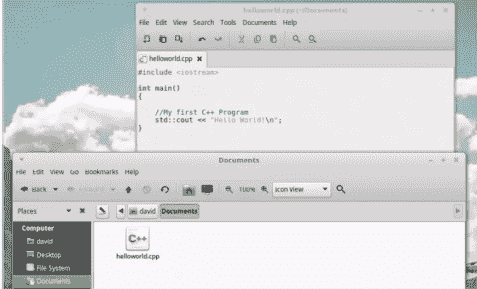 helloworld.cpp (~/Documents)
File Edit View Search Tools Documents Help
helloworld.cpp
#include <iostream>
int main()
{
//My first C++ Program
std::cout << "Hello World!\n";
}
Documents
File Edit View Go Bookmarks Help
Back Forward 100% Icon View
Places david Documents
Computer
david
Desktop
File System
Documents
C++
helloworld.cpp